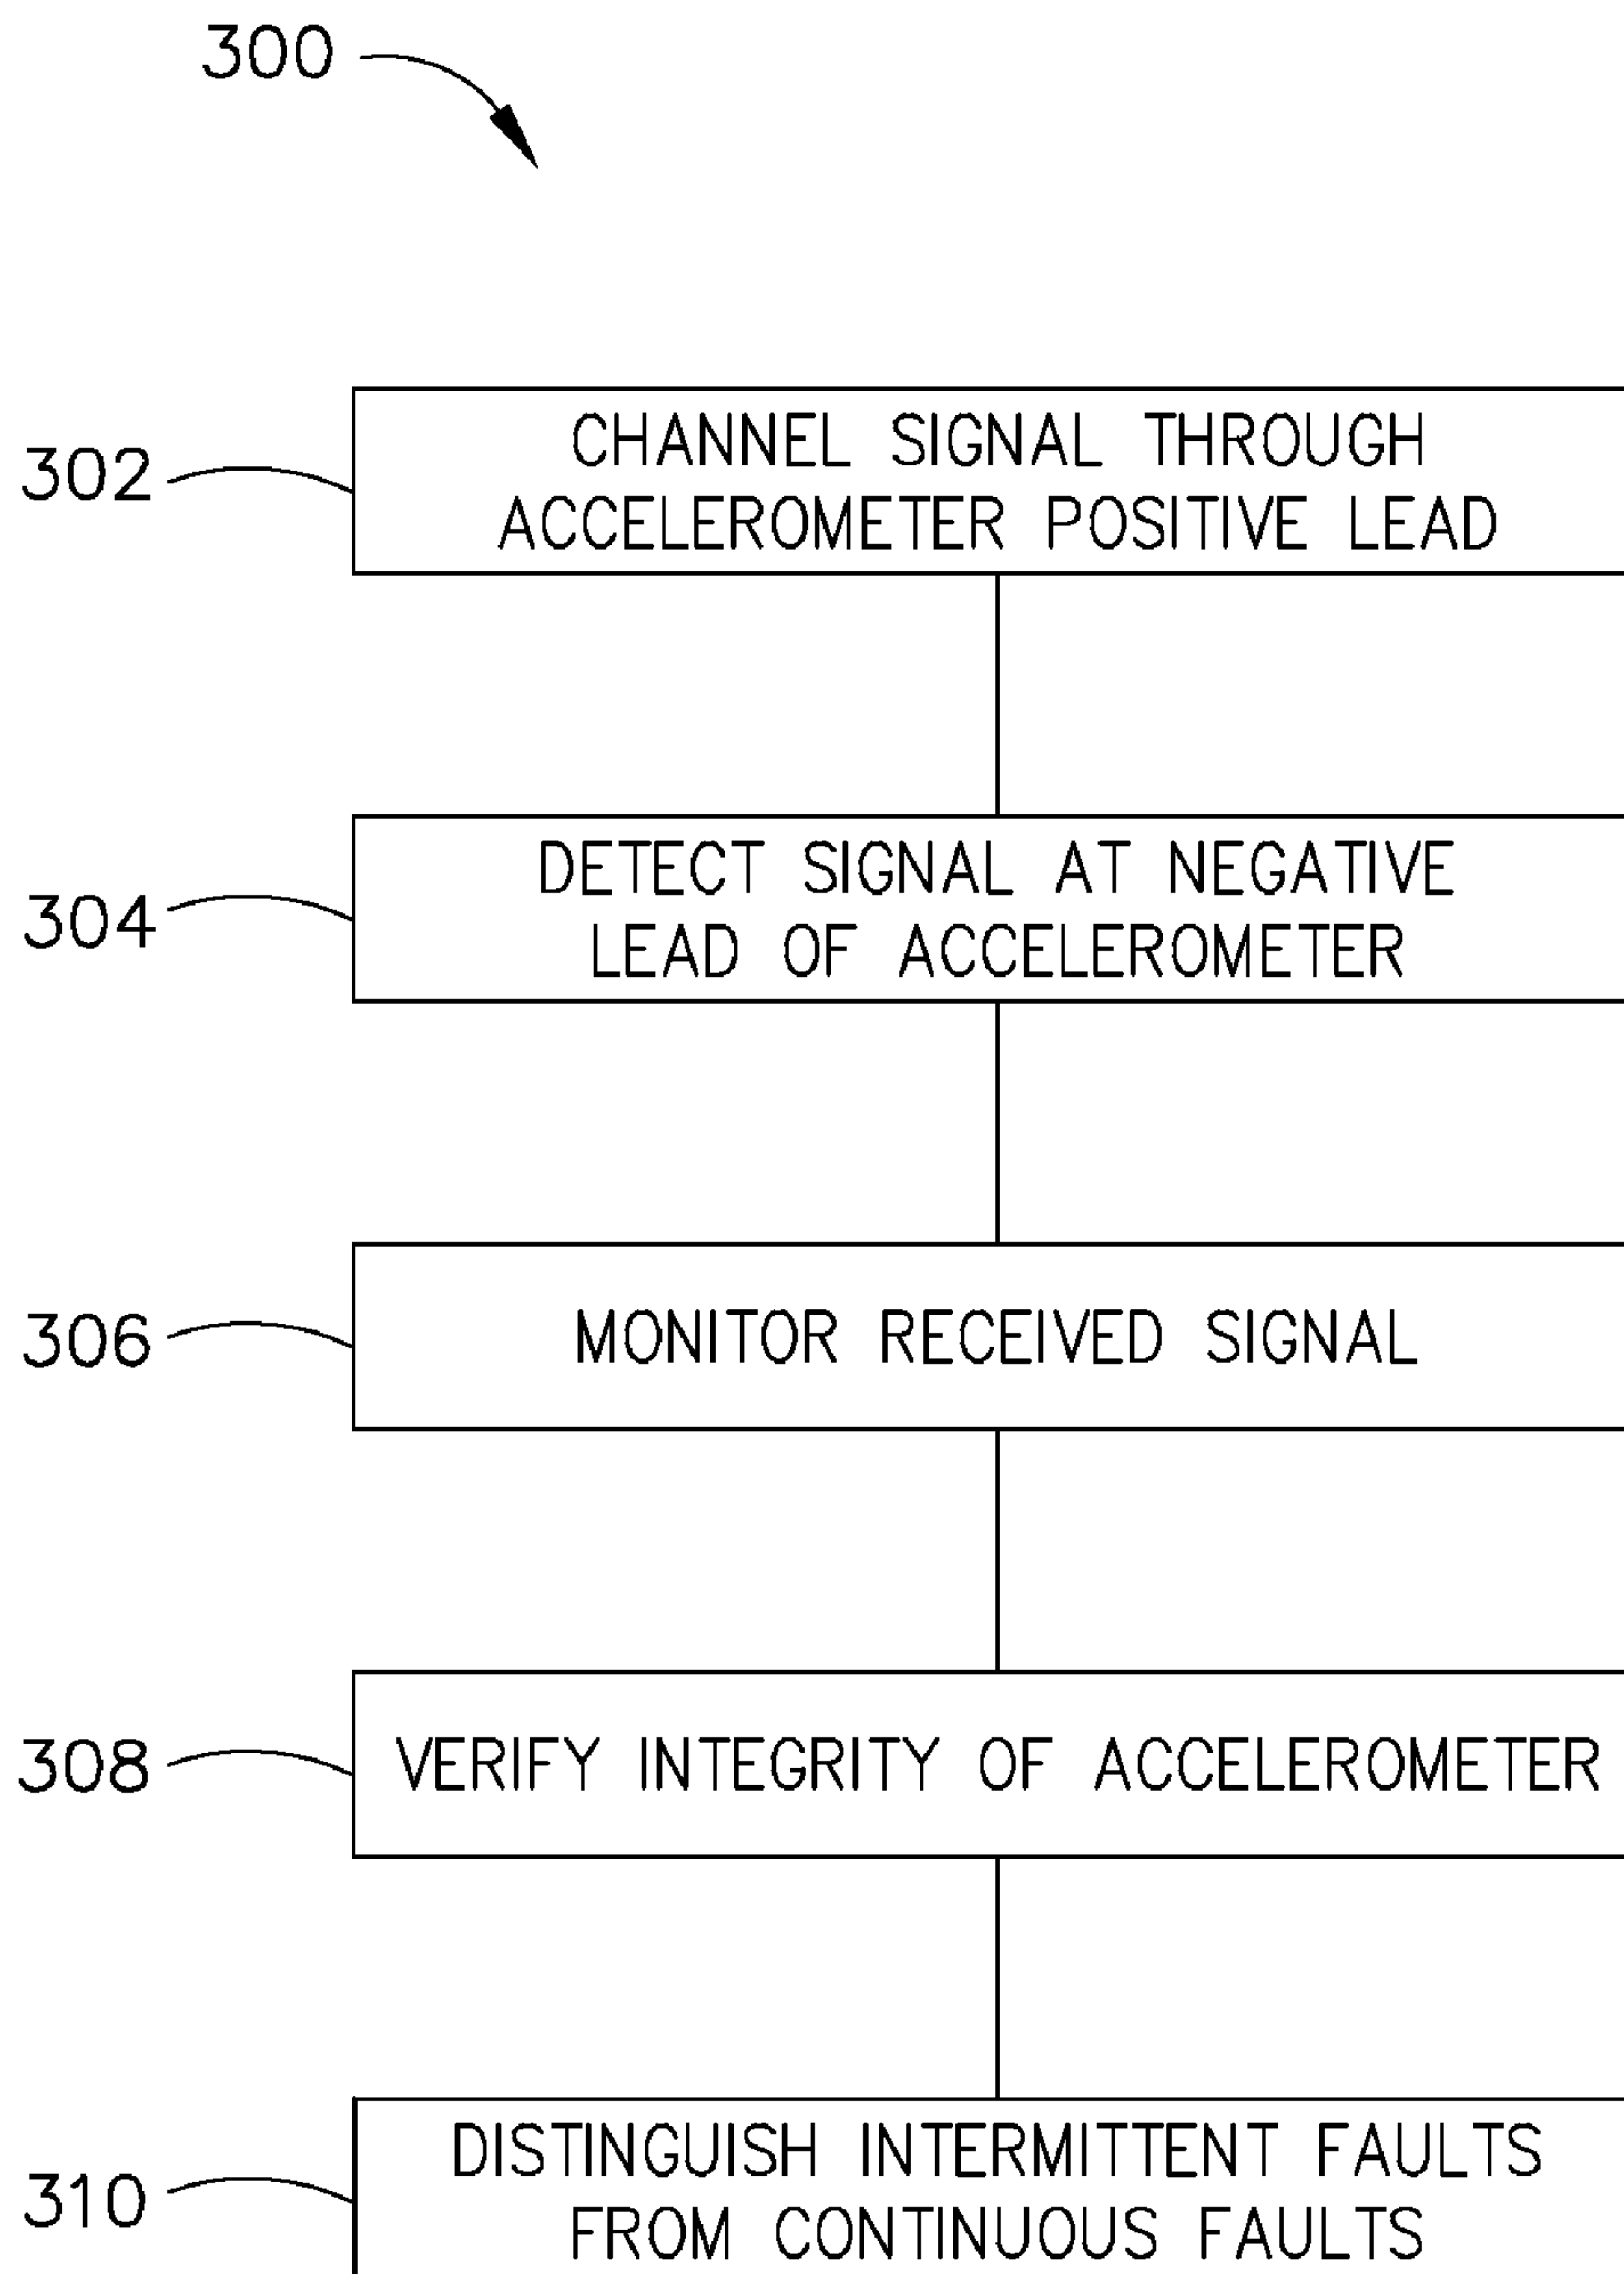 300
302
CHANNEL SIGNAL THROUGH
ACCELEROMETER POSITIVE LEAD
304
DETECT SIGNAL AT NEGATIVE
LEAD OF ACCELEROMETER
306
MONITOR RECEIVED SIGNAL
308
VERIFY INTEGRITY OF ACCELEROMETER
310
DISTINGUISH INTERMITTENT FAULTS
FROM CONTINUOUS FAULTS